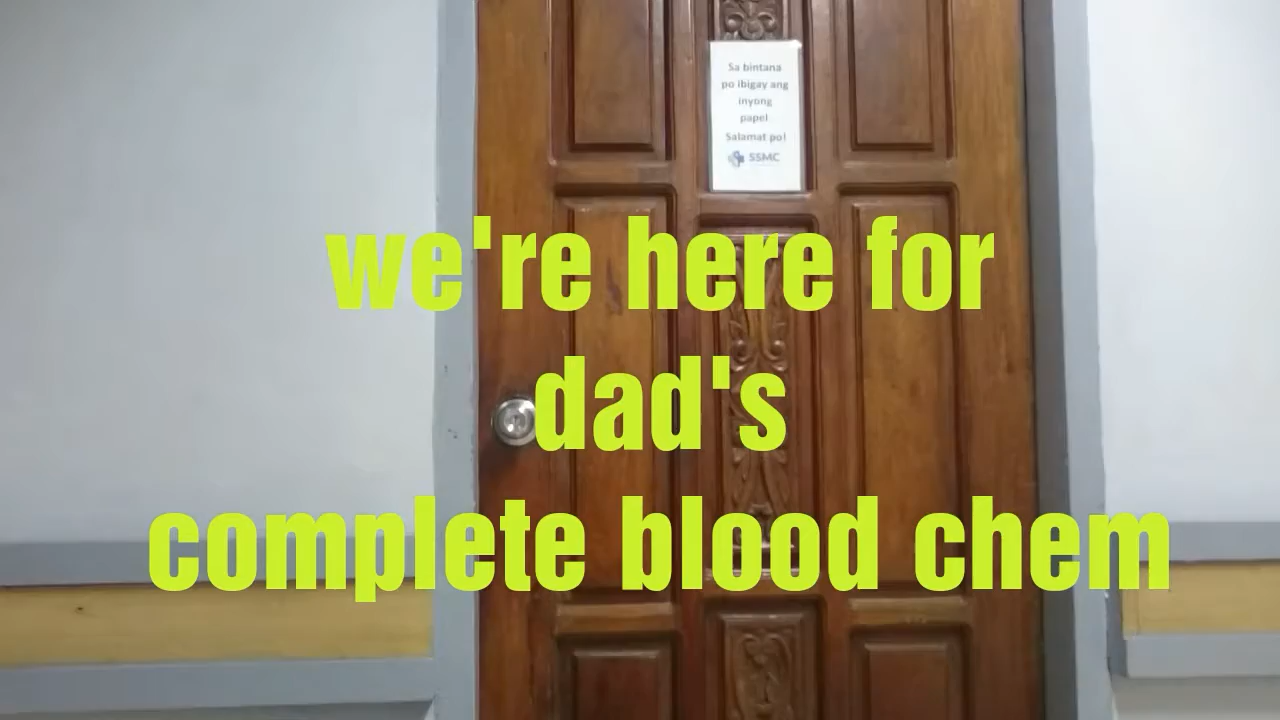 Sa bintana
po ibigay ang
inyong
papel
Salamat po!
SSMC
we're here for
dad's
complete blood chem